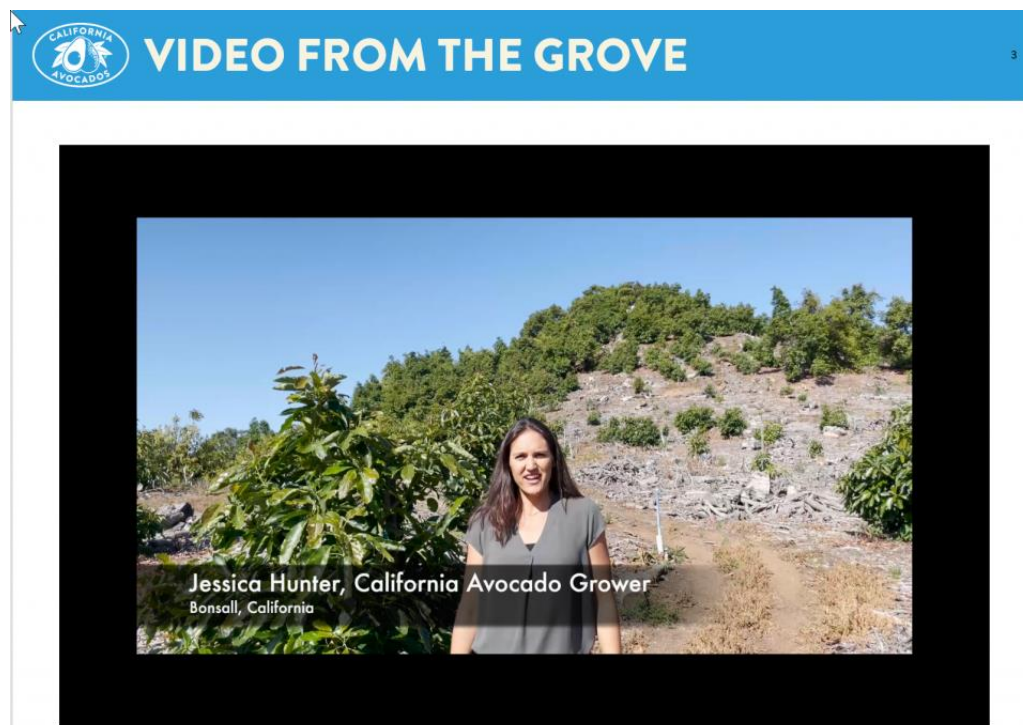 CALIFORNIA
AVOCADOS
VIDEO FROM THE GROVE
3
Jessica Hunter, California Avocado Grower
Bonsall, California